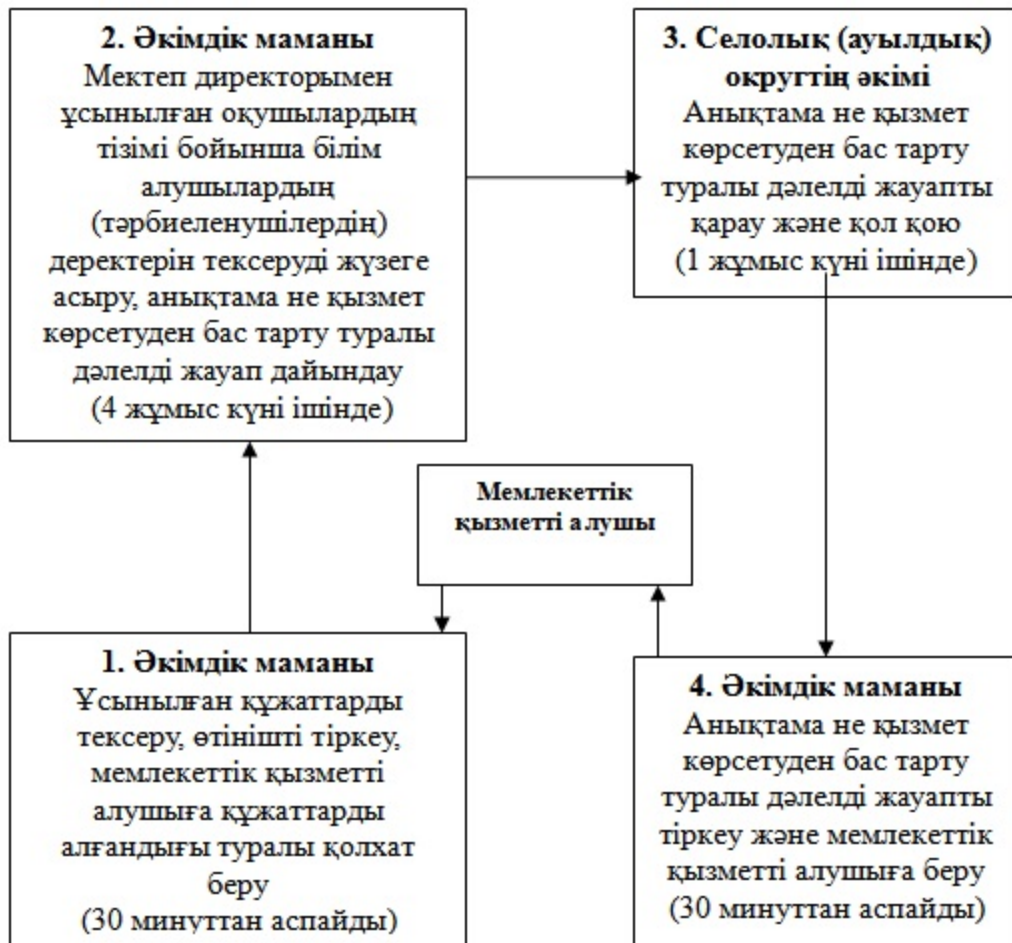 2. Әкімдік маманы
Мектеп директорымен
ұсынылған оқушылардың
тізімі бойынша білім
алушылардың
(тәрбиеленушілердің)
деректерін тексеруді жүзеге
асыру, анықтама не қызмет
көрсетуден бас тарту туралы
дәлелді жауап дайындау
(4 жұмыс күні ішінде)
3. Селолық (ауылдық)
округтің әкімі
Анықтама не қызмет
көрсетуден бас тарту
туралы дәлелді жауапты
қарау және қол қою
(1 жұмыс күні ішінде)
Мемлекеттік
қызметті алушы
1. Әкімдік маманы
Ұсынылған құжаттарды
тексеру, өтінішті тіркеу,
мемлекеттік қызметті
алушыға құжаттарды
алғандығы туралы қолхат
беру
(30 минуттан аспайды)
4. Әкімдік маманы
Анықтама не қызмет
көрсетуден бас тарту
туралы дәлелді жауапты
тіркеу және мемлекеттік
қызметті алушыға беру
(30 минуттан аспайды)